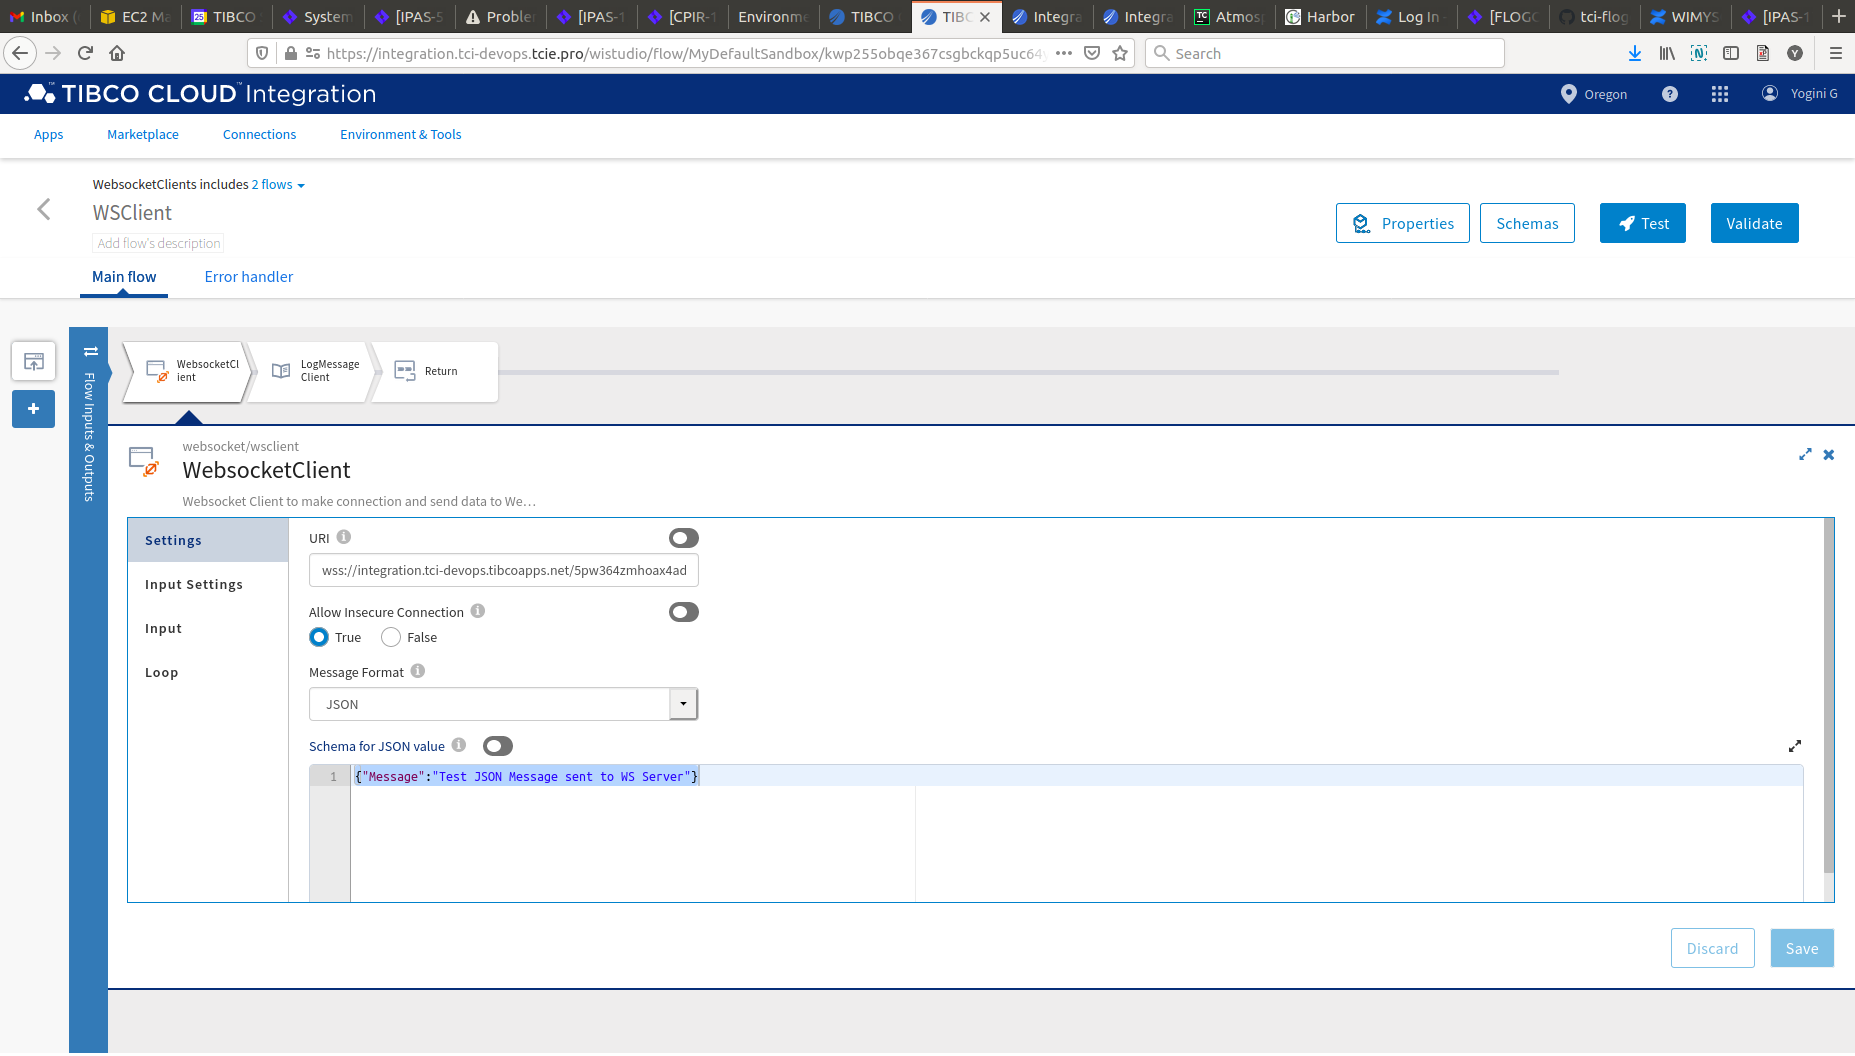 Inbox (
EC2 Ma
TIBCO
System
[IPAS-5
Proble
[IPAS-1
[CPIR-1
Environme
TIBCO
TIBC
Integra
Integra
Atmos
Harbor
Log In -
[FLOGO
tci-flog
WIMYS
[IPAS-1
https://integration.tci-devops.tcie.pro/wistudio/flow/MyDefaultSandbox/kwp255obqe367csgbckqp5uc64
Search
TIBCO CLOUD™ Integration
Oregon
Yogini G
Apps
Marketplace
Connections
Environment & Tools
WebsocketClients includes 2 flows
WSClient
Add flow's description
Properties
Schemas
Test
Validate
Main flow
Error handler
Flow Inputs & Outputs
WebsocketCl
ient
LogMessage
Client
Return
websocket/wsclient
WebsocketClient
Websocket Client to make connection and send data to We...
Settings
Input Settings
Input
Loop
URI
wss://integration.tci-devops.tibcoapps.net/5pw364zmhoax4ad
Allow Insecure Connection
True
False
Message Format
JSON
Schema for JSON value
1
{"Message":"Test JSON Message sent to WS Server"}
Discard
Save